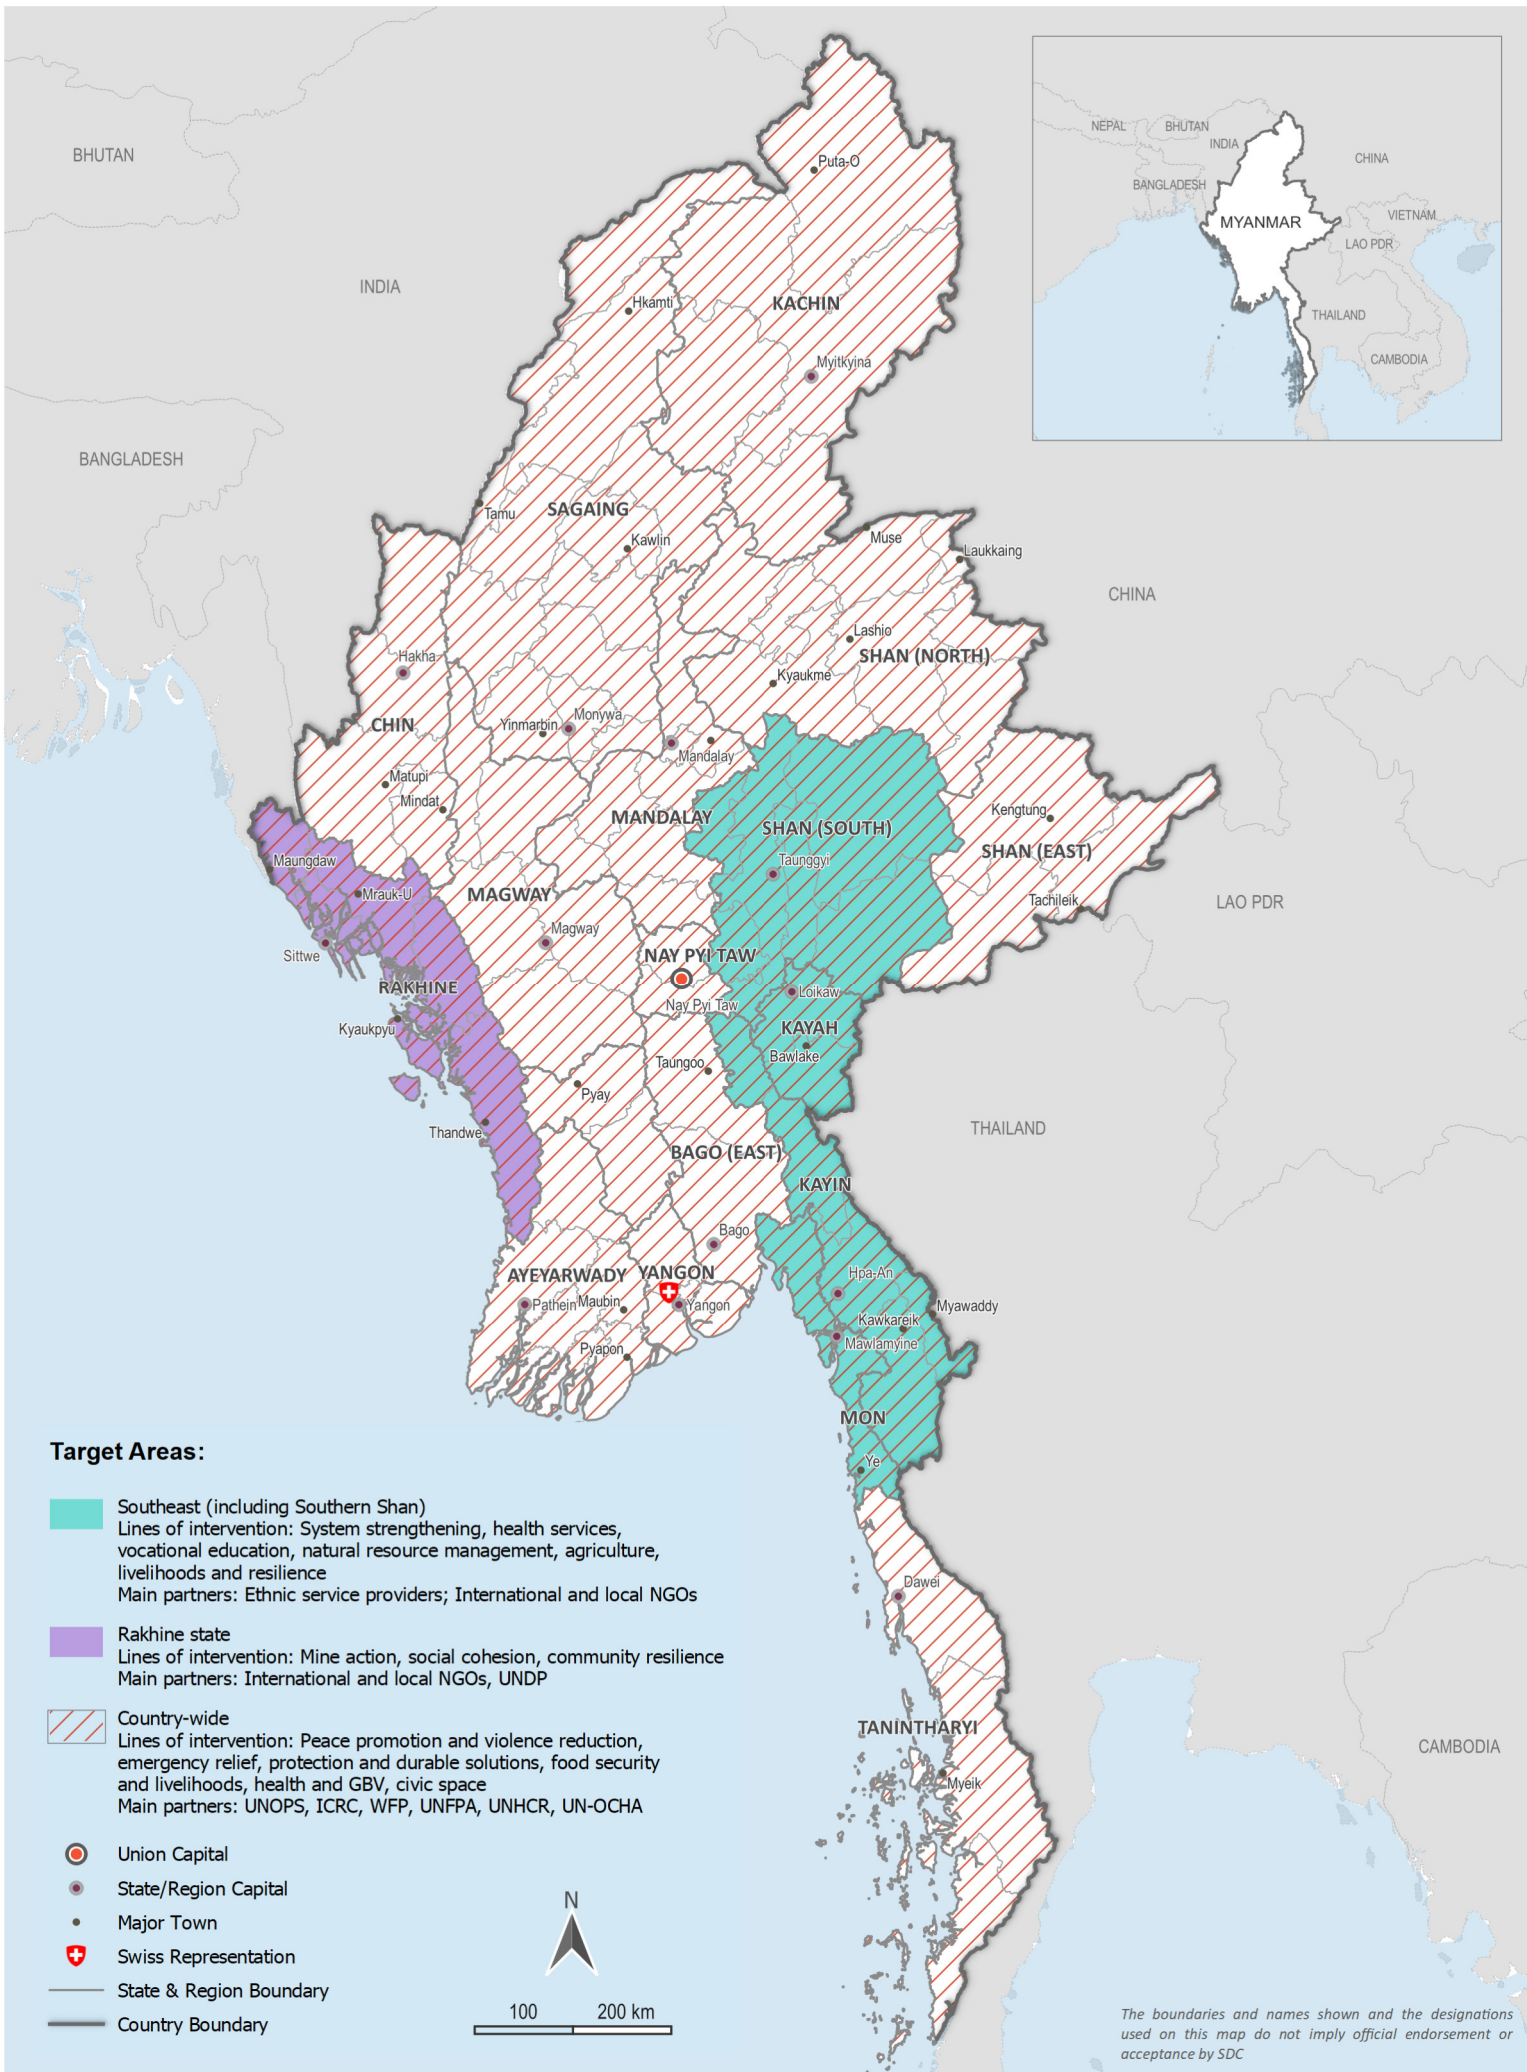 BHUTAN
INDIA
BANGLADESH
NEPAL
BHUTAN
INDIA
CHINA
BANGLADESH
MYANMAR
VIETNAM
LAO PDR
THAILAND
CAMBODIA
Puta-O
Hkamti
KACHIN
Myitkyina
Tamu
SAGAING
Kawlin
Muse
Laukkaing
CHINA
Lashio
SHAN (NORTH)
Hakha
Kyaukme
CHIN
Yinmarbin
Monywa
Mandalay
Matupi
Mindat
MANDALAY
SHAN (SOUTH)
Kengtung
SHAN (EAST)
Maungdaw
Taunggyi
Mrauk-U
MAGWAY
Tachileik
LAO PDR
Magway
Sittwe
NAY PYI TAW
RAKHINE
Nay Pyi Taw
Loikaw
Kyaukpyu
KAYAH
Bawlake
Taungoo
Pyay
Thandwe
THAILAND
BAGO (EAST)
KAYIN
Bago
AYEYARWADY
YANGON
Hpa-An
Pathein
Maubin
Yangon
Myawaddy
Kawkareik
Mawlamyine
Pyapon
MON
Ye
Dawei
TANINTHARYI
Myeik
CAMBODIA
Target Areas:
Southeast (including Southern Shan)
Lines of intervention: System strengthening, health services,
vocational education, natural resource management, agriculture,
livelihoods and resilience
Main partners: Ethnic service providers; International and local NGOs
Rakhine state
Lines of intervention: Mine action, social cohesion, community resilience
Main partners: International and local NGOs, UNDP
Country-wide
Lines of intervention: Peace promotion and violence reduction,
emergency relief, protection and durable solutions, food security
and livelihoods, health and GBV, civic space
Main partners: UNOPS, ICRC, WFP, UNFPA, UNHCR, UN-OCHA
Union Capital
State/Region Capital
Major Town
Swiss Representation
State & Region Boundary
Country Boundary
N
100 200 km
The boundaries and names shown and the designations
used on this map do not imply official endorsement or
acceptance by SDC